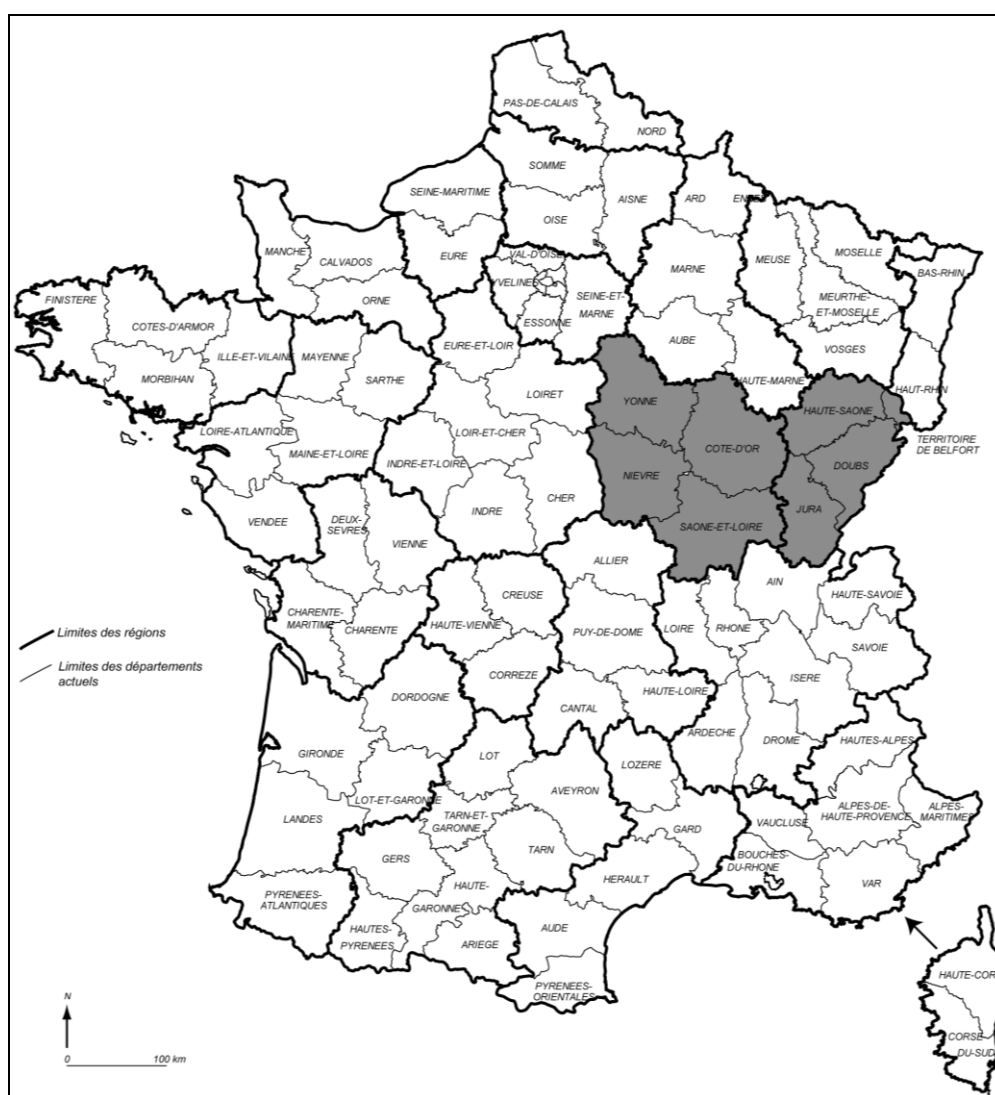 PAS-DE-CALAIS
NORD
SOMME
SEINE-MARITIME
AISNE
ARD
ENNES
OISE
MANCHE
CALVADOS
EURE
VAL-D'OISE
MARNE
MEUSE
MOSELLE
BAS-RHIN
YVELINES
SEINE-ET-
MARNE
MEURTHE-
ET-MOSELLE
FINISTERE
ORNE
ESSONNE
COTES-D'ARMOR
EURE-ET-LOIR
AUBE
VOSGES
ILLE-ET-VILAINE
MAYENNE
MORBIHAN
SARTHE
HAUTE-MARNE
HAUT-RHIN
LOIRET
YONNE
HAUTE-SAONE
LOIRE-ATLANTIQUE
LOIR-ET-CHER
TERRITOIRE
DE BELFORT
MAINE-ET-LOIRE
INDRE-ET-LOIRE
COTE-D'OR
DOUBS
NIEVRE
CHER
VENDEE
DEUX-
SEVRES
INDRE
JURA
SAONE-ET-LOIRE
VIENNE
ALLIER
AIN
CREUSE
HAUTE-SAVOIE
CHARENTE-
MARITIME
CHARENTE
HAUTE-VIENNE
PUY-DE-DOME
LOIRE
RHONE
Limites des régions
SAVOIE
Limites des départements
actuels
CORREZE
ISERE
DORDOGNE
HAUTE-LOIRE
CANTAL
ARDECHE
DROME
HAUTES-ALPES
GIRONDE
LOT
LOZERE
AVEYRON
LOT-ET-GARONNE
LANDES
TARN-ET-
GARONNE
ALPES-DE-
HAUTE-PROVENCE
ALPES-
MARITIMES
VAUCLUSE
GARD
GERS
TARN
BOUCHES-
DU-RHONE
HERAULT
VAR
HAUTE-
GARONNE
PYRENEES-
ATLANTIQUES
HAUTES-
PYRENEES
AUDE
ARIEGE
PYRENEES-
ORIENTALES
HAUTE-COR
CORSE
DU-SUD
N
0 100 km